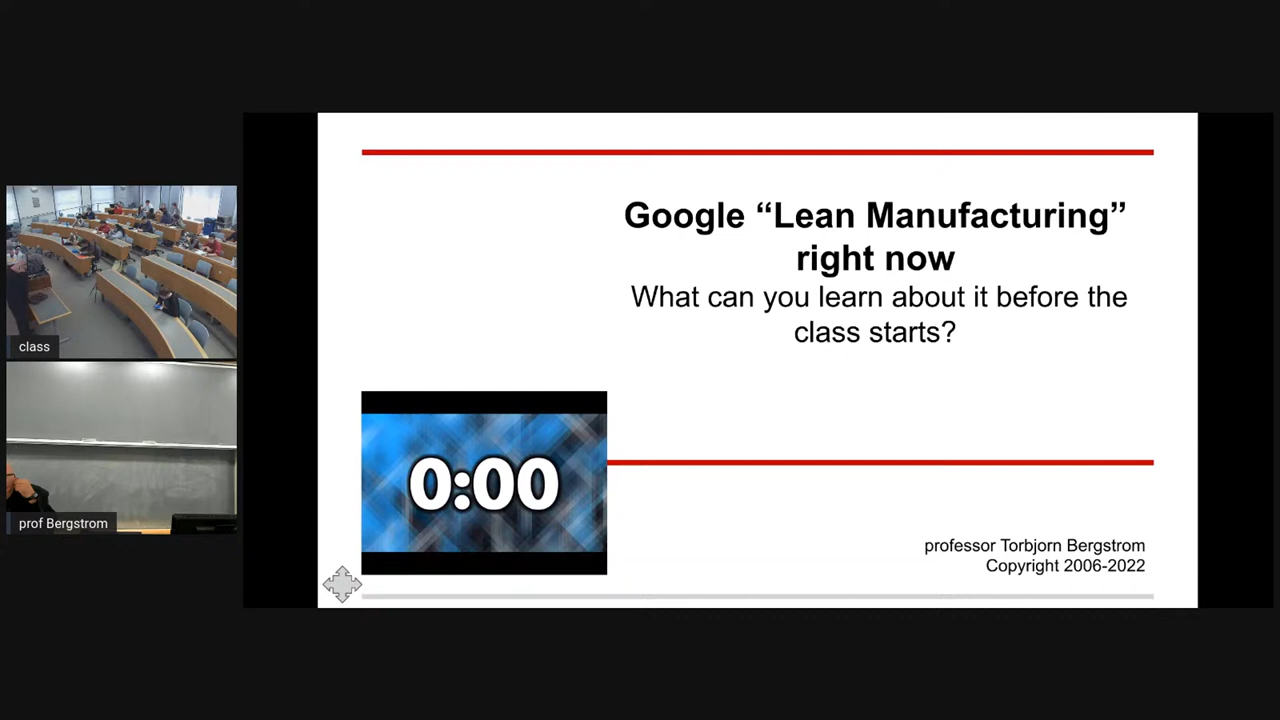 Google “Lean Manufacturing”
right now
What can you learn about it before the
class starts?
0:00
professor Torbjorn Bergstrom
Copyright 2006-2022
class
prof Bergstrom